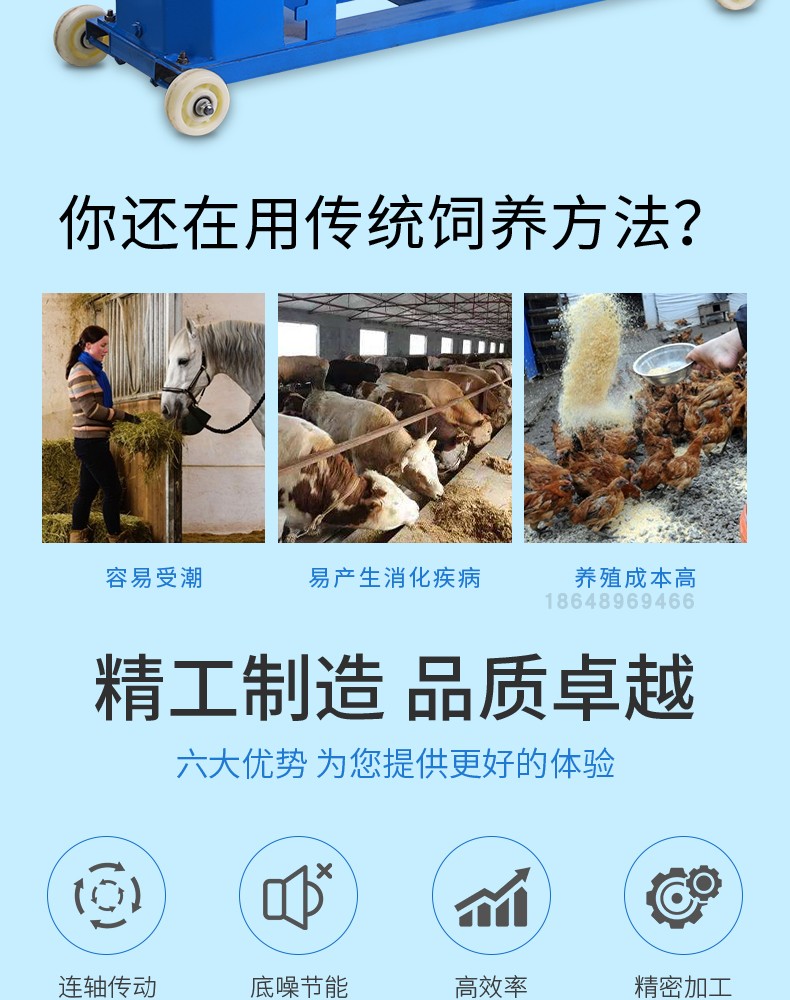 你还在用传统饲养方法?
容易受潮 易产生消化疾病 养殖成本高
18648969466
精工制造 品质卓越
六大优势 为您提供更好的体验
连轴传动 底噪节能 高效率 精密加工